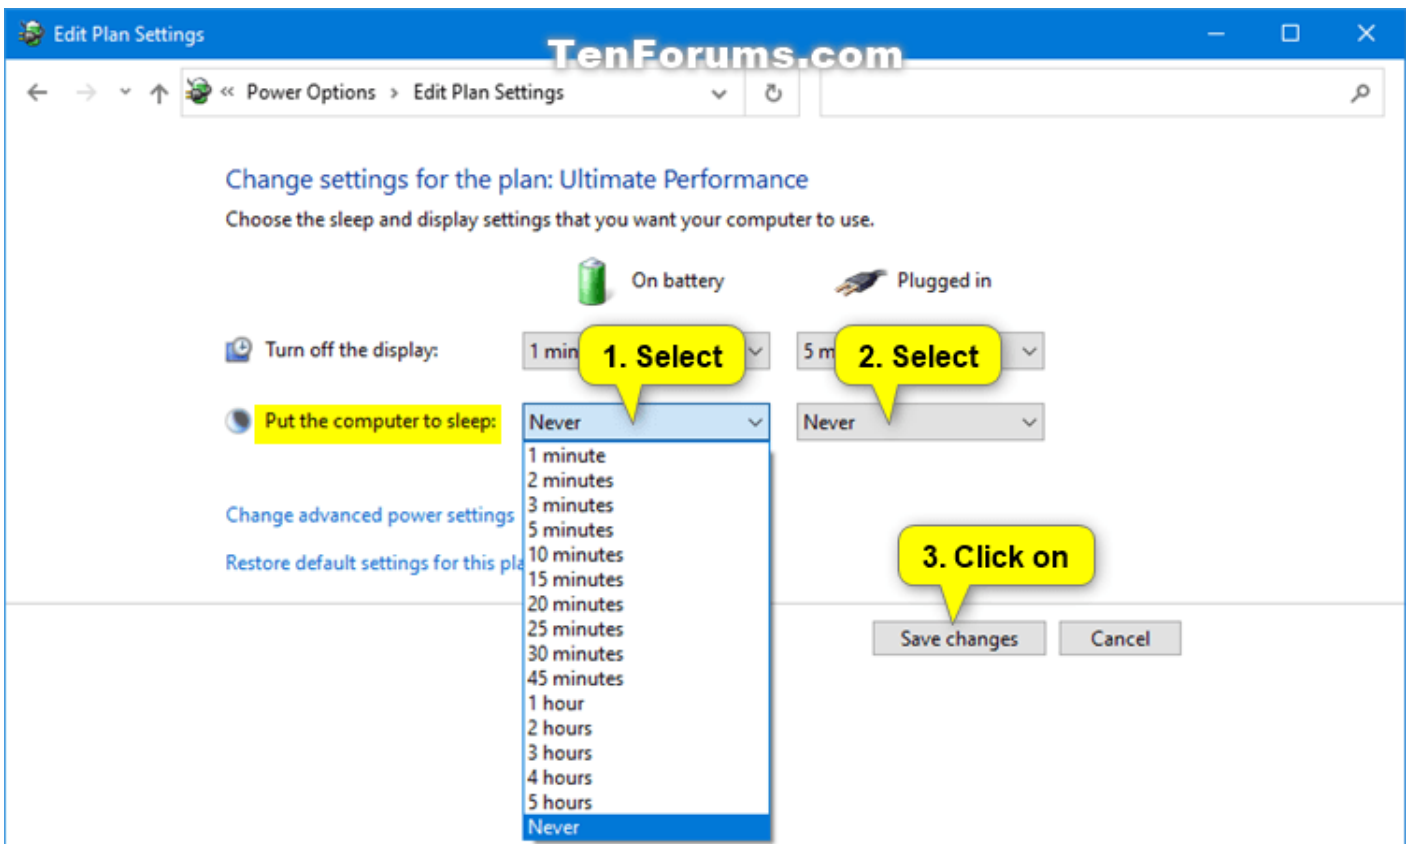 Edit Plan Settings
TenForums.com
« Power Options > Edit Plan Settings
Change settings for the plan: Ultimate Performance
Choose the sleep and display settings that you want your computer to use.
On battery Plugged in
Turn off the display: 1 min 5 m
1. Select 2. Select
Put the computer to sleep: Never Never
1 minute
2 minutes
3 minutes
5 minutes
10 minutes
15 minutes
20 minutes
25 minutes
30 minutes
45 minutes
1 hour
2 hours
3 hours
4 hours
5 hours
Never
Change advanced power settings
Restore default settings for this pla
3. Click on
Save changes Cancel